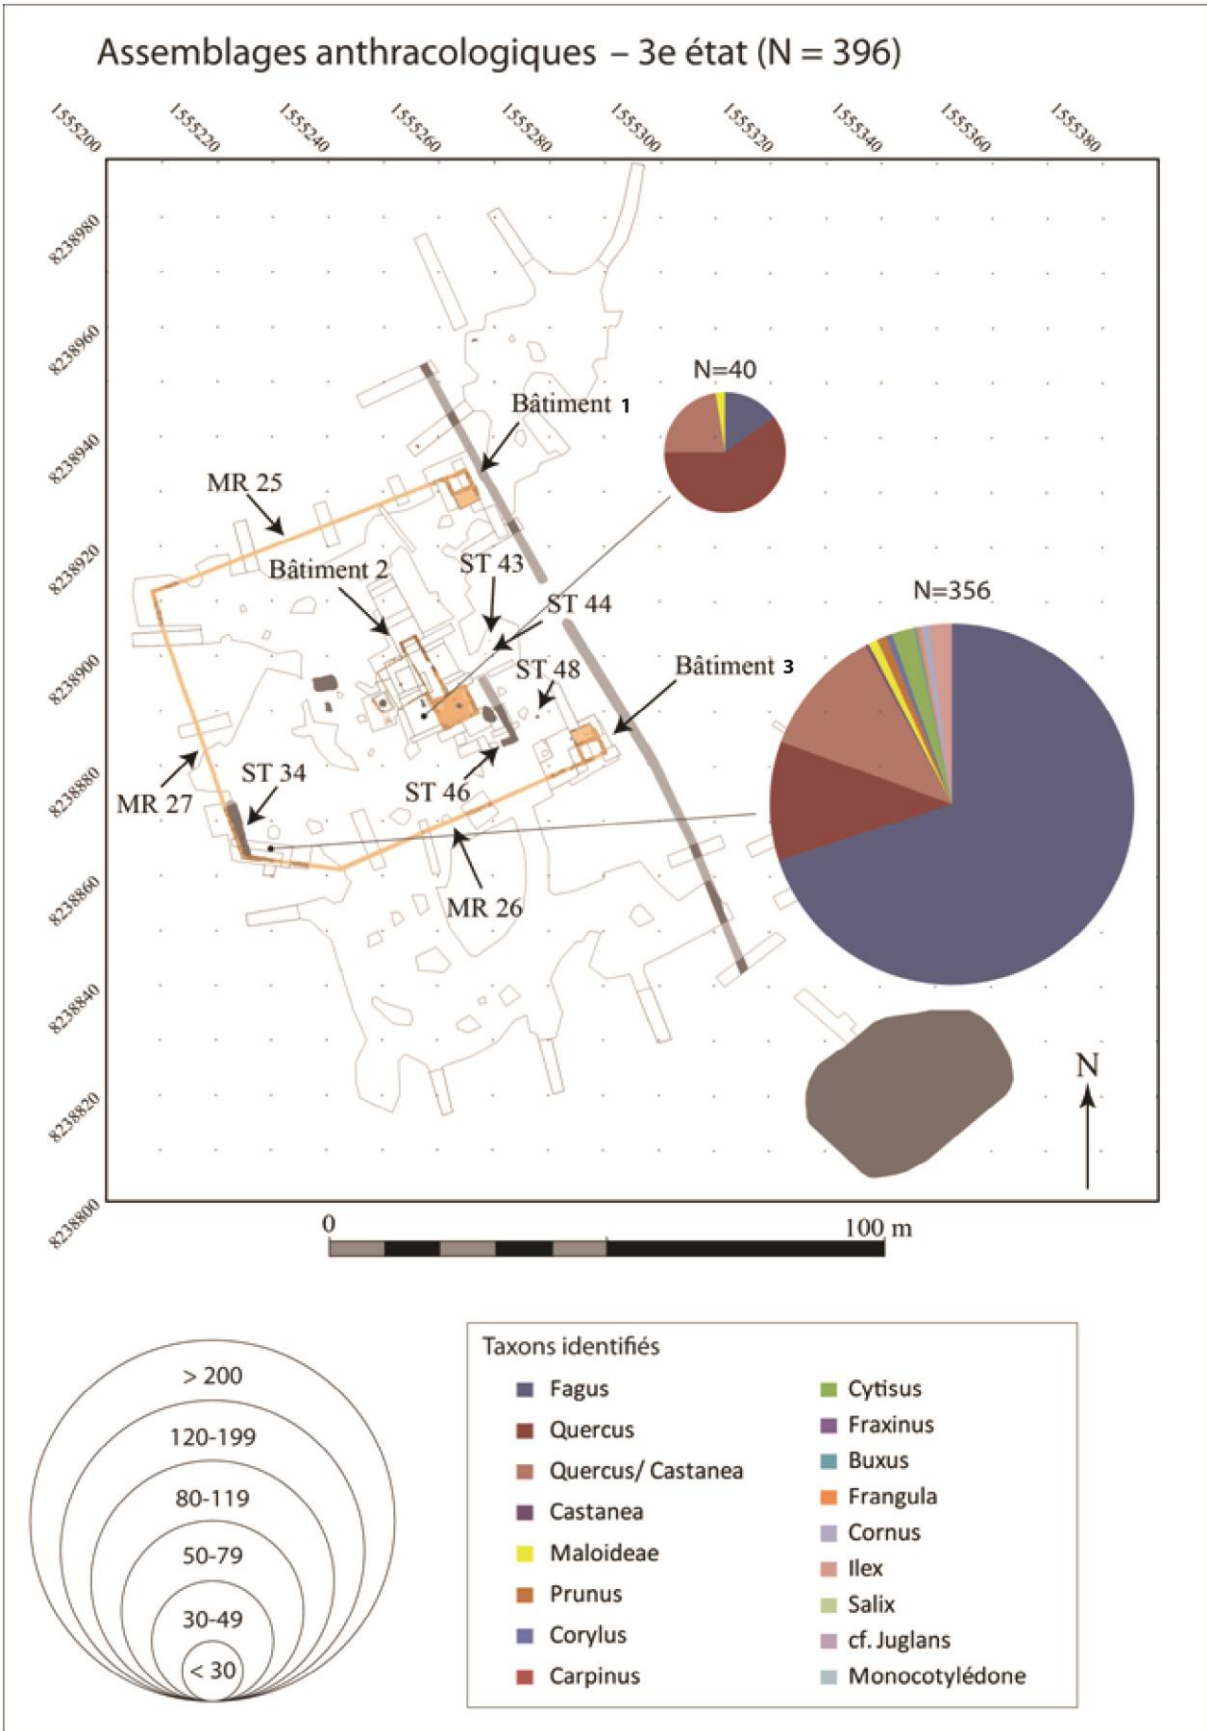 Assemblages anthracologiques – 3e état (N = 396)
1555200
1555220
1555240
1555260
1555280
1555300
1555320
1555340
1555360
1555380
8238980
8238960
8238940
8238920
8238900
8238880
8238860
8238840
8238820
8238800
N=40
Bâtiment 1
MR 25
Bâtiment 2
ST 43
ST 44
N=356
ST 48
Bâtiment 3
ST 34
ST 46
MR 27
MR 26
N
0
100 m
> 200
120-199
80-119
50-79
30-49
< 30
Taxons identifiés
Fagus
Quercus
Quercus/ Castanea
Castanea
Maloideae
Prunus
Corylus
Carpinus
Cytisus
Fraxinus
Buxus
Frangula
Cornus
Ilex
Salix
cf. Juglans
Monocotylédone